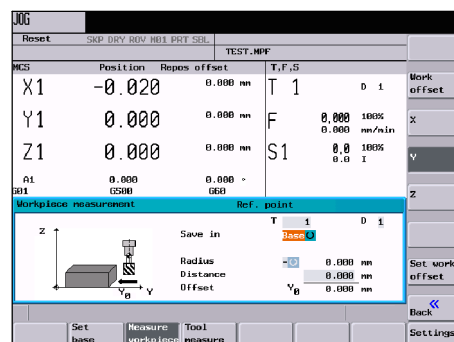 JOG
Reset SKP DRY ROV M01 PRT SBL
TEST.MPF
MCS Position Repos offset T,F,S
X1 -0.020 0.000 mm T 1 D 1
Y1 0.000 0.000 mm F 0,000 100%
0.000 mm/min
Z1 0.000 0.000 mm S1 0,0 100%
0.0 I
A1 0.000 0.000 °
G01 G500 G60
Workpiece measurement Ref. point
T 1 D 1
Save in Base
Radius - 0.000 mm
Distance 0.000 mm
Offset Y0 0.000 mm
Z
Y0 Y
Work
offset
X
Y
Z
Set work
offset
«
Back
Settings
Set
base
Measure
workpiece
Tool
measure